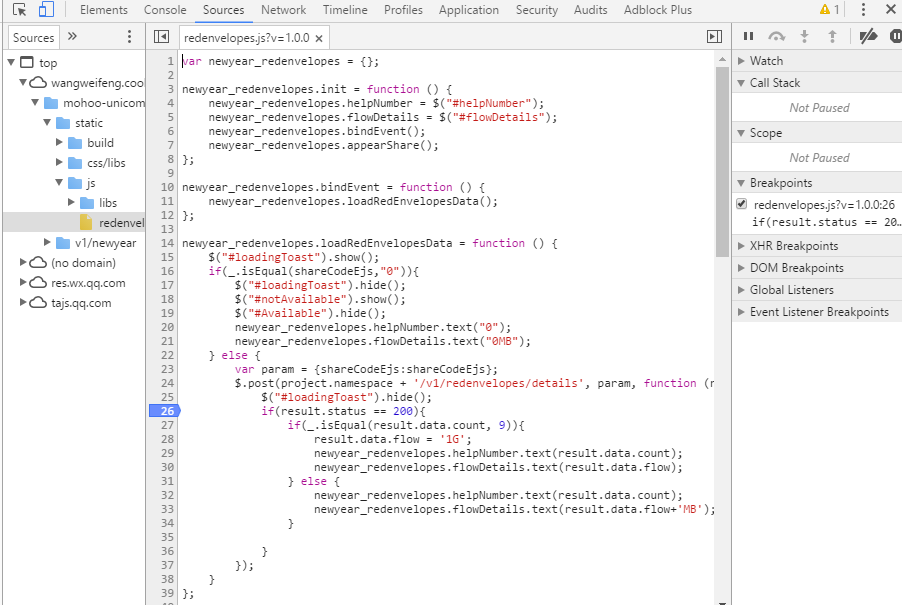 Elements Console Sources Network Timeline Profiles Application Security Audits Adblock Plus 1
Sources
redenvelopes.js?v=1.0.0
top
wangweifeng.cool
mohoo-unicom
static
build
css/libs
js
libs
redenvel
v1/newyear
(no domain)
res.wx.qq.com
tajs.qq.com
1 var newyear_redenvelopes = {};
2
3 newyear_redenvelopes.init = function () {
4 newyear_redenvelopes.helpNumber = $("#helpNumber");
5 newyear_redenvelopes.flowDetails = $("#flowDetails");
6 newyear_redenvelopes.bindEvent();
7 newyear_redenvelopes.appearShare();
8 };
9
10 newyear_redenvelopes.bindEvent = function () {
11 newyear_redenvelopes.loadRedEnvelopesData();
12 };
13
14 newyear_redenvelopes.loadRedEnvelopesData = function () {
15 $("#loadingToast").show();
16 if(_.isEqual(shareCodeEjs,"0")){
17 $("#loadingToast").hide();
18 $("#notAvailable").show();
19 $("#Available").hide();
20 newyear_redenvelopes.helpNumber.text("0");
21 newyear_redenvelopes.flowDetails.text("0MB");
22 } else {
23 var param = {shareCodeEjs:shareCodeEjs};
24 $.post(project.namespace + '/v1/redenvelopes/details', param, function (r
25 $("#loadingToast").hide();
26 if(result.status == 200){
27 if(_.isEqual(result.data.count, 9)){
28 result.data.flow = '1G';
29 newyear_redenvelopes.helpNumber.text(result.data.count);
30 newyear_redenvelopes.flowDetails.text(result.data.flow);
31 } else {
32 newyear_redenvelopes.helpNumber.text(result.data.count);
33 newyear_redenvelopes.flowDetails.text(result.data.flow+'MB');
34 }
35
36 }
37 });
38 }
39 };
Watch
Call Stack
Not Paused
Scope
Not Paused
Breakpoints
redenvelopes.js?v=1.0.0:26
if(result.status == 20…
XHR Breakpoints
DOM Breakpoints
Global Listeners
Event Listener Breakpoints